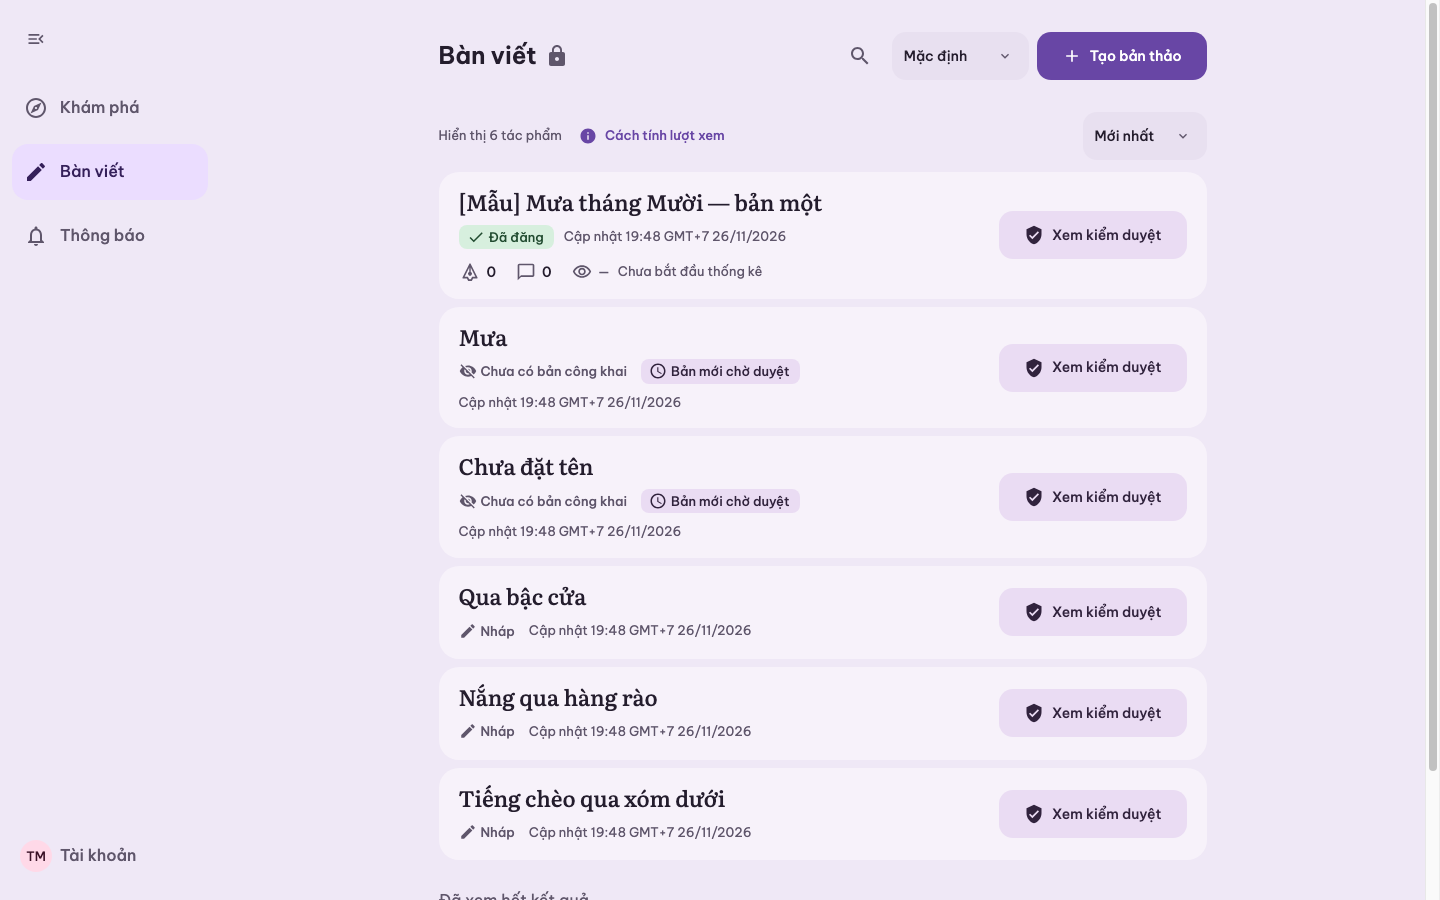 Bàn viết
Mặc định
Tạo bản thảo
Khám phá
Bàn viết
Thông báo
Hiển thị 6 tác phẩm
Cách tính lượt xem
Mới nhất
[Mẫu] Mưa tháng Mười — bản một
Đã đăng
Cập nhật 19:48 GMT+7 26/11/2026
0
0
– Chưa bắt đầu thống kê
Xem kiểm duyệt
Mưa
Chưa có bản công khai
Bản mới chờ duyệt
Cập nhật 19:48 GMT+7 26/11/2026
Xem kiểm duyệt
Chưa đặt tên
Chưa có bản công khai
Bản mới chờ duyệt
Cập nhật 19:48 GMT+7 26/11/2026
Xem kiểm duyệt
Qua bậc cửa
Nháp
Cập nhật 19:48 GMT+7 26/11/2026
Xem kiểm duyệt
Nắng qua hàng rào
Nháp
Cập nhật 19:48 GMT+7 26/11/2026
Xem kiểm duyệt
Tiếng chèo qua xóm dưới
Nháp
Cập nhật 19:48 GMT+7 26/11/2026
Xem kiểm duyệt
TM
Tài khoản
Đã xem hết kết quả